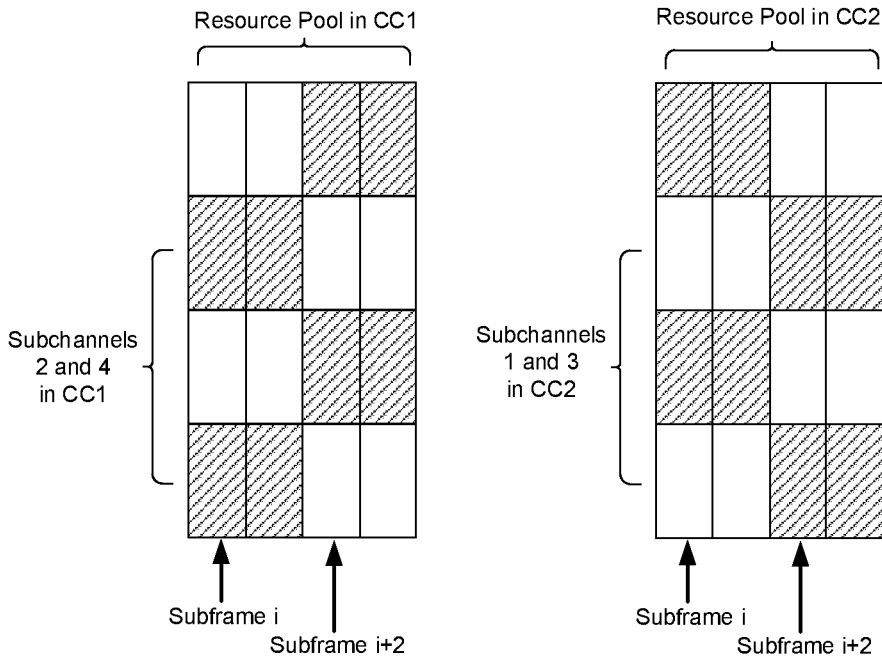 Resource Pool in CC1
Resource Pool in CC2
Subchannels
2 and 4
in CC1
Subchannels
1 and 3
in CC2
Subframe i
Subframe i+2
Subframe i
Subframe i+2